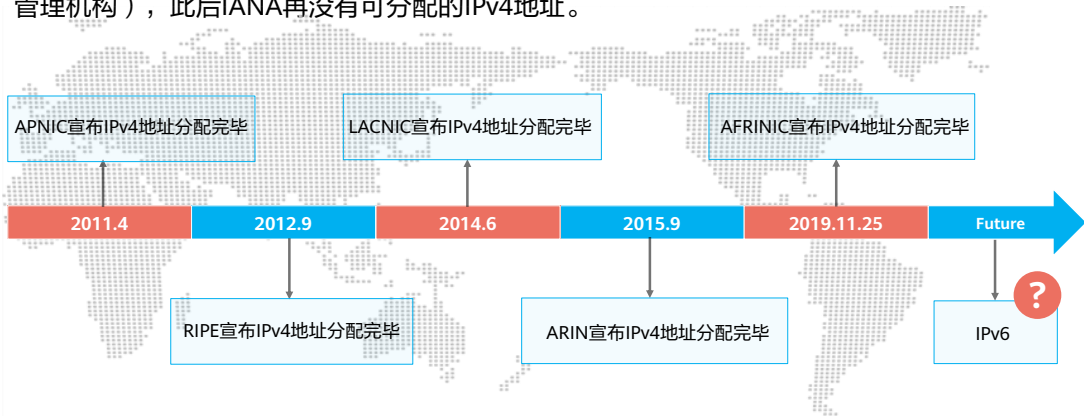 管理机构），此后IANA再没有可分配的IPv4地址。
APNIC宣布IPv4地址分配完毕
LACNIC宣布IPv4地址分配完毕
AFRINIC宣布IPv4地址分配完毕
2011.4
2012.9
2014.6
2015.9
2019.11.25
Future
RIPE宣布IPv4地址分配完毕
ARIN宣布IPv4地址分配完毕
?
IPv6